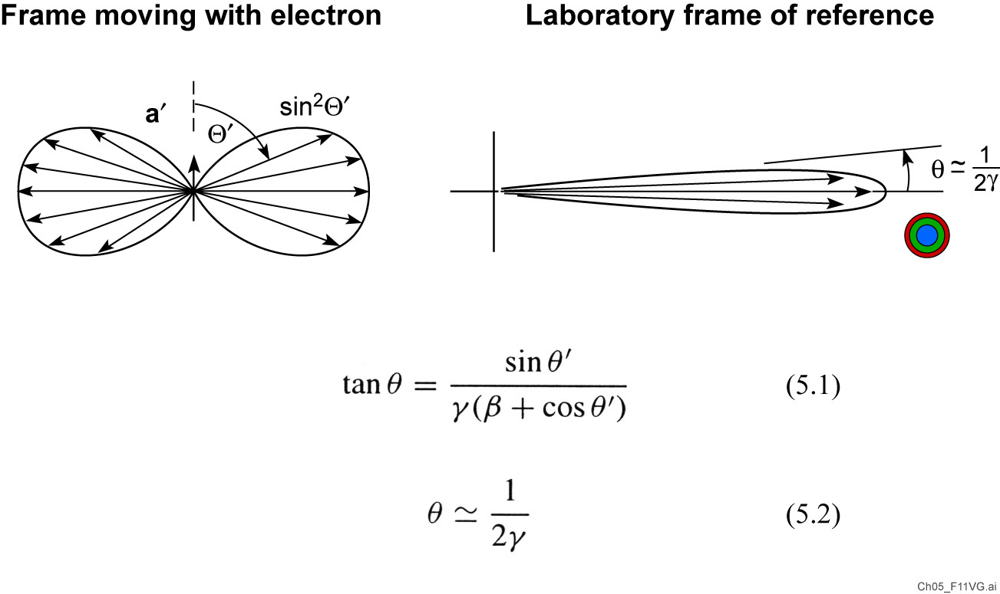 Frame moving with electron
Laboratory frame of reference
a′
Θ′
sin²Θ′
θ ≃ 1/2γ
tan θ = sin θ′ / γ(β + cos θ′) (5.1)
θ ≃ 1/2γ (5.2)
Ch05_F11VG.ai